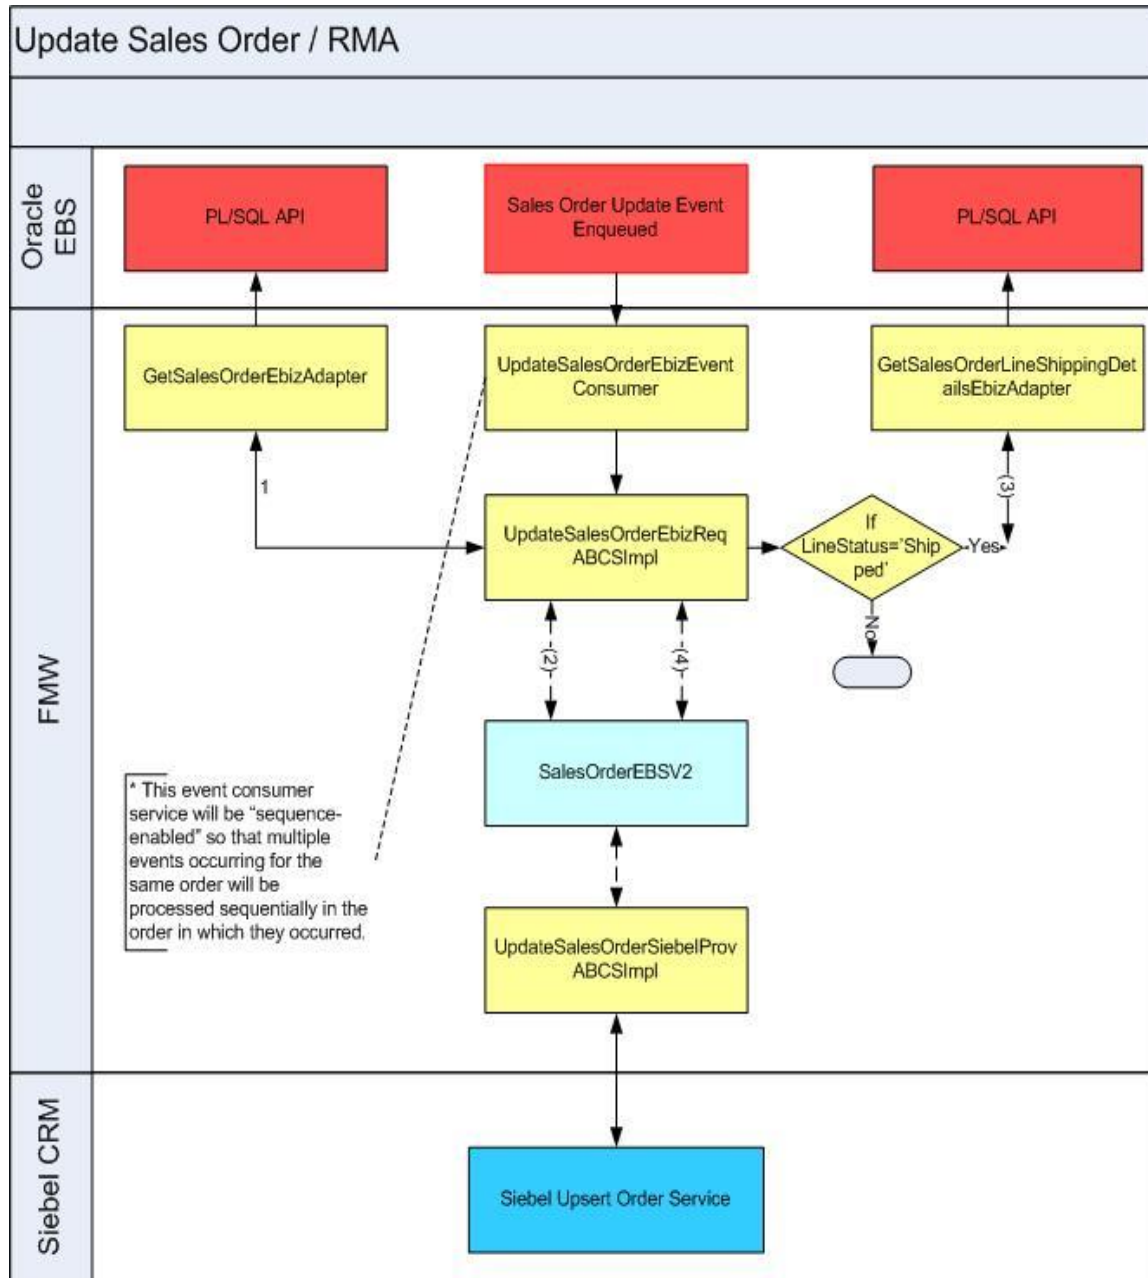 Update Sales Order / RMA
Oracle
EBS
PL/SQL API
Sales Order Update Event
Enqueued
PL/SQL API
FMW
GetSalesOrderEbizAdapter
UpdateSalesOrderEbizEvent
Consumer
GetSalesOrderLineShippingDet
ailsEbizAdapter
1
UpdateSalesOrderEbizReq
ABCSImpl
If
LineStatus='Ship
ped'
Yes
(3)
No
(2)
(4)
SalesOrderEBSV2
* This event consumer
service will be “sequence-
enabled” so that multiple
events occurring for the
same order will be
processed sequentially in the
order in which they occurred.
UpdateSalesOrderSiebelProv
ABCSImpl
Siebel CRM
Siebel Upsert Order Service